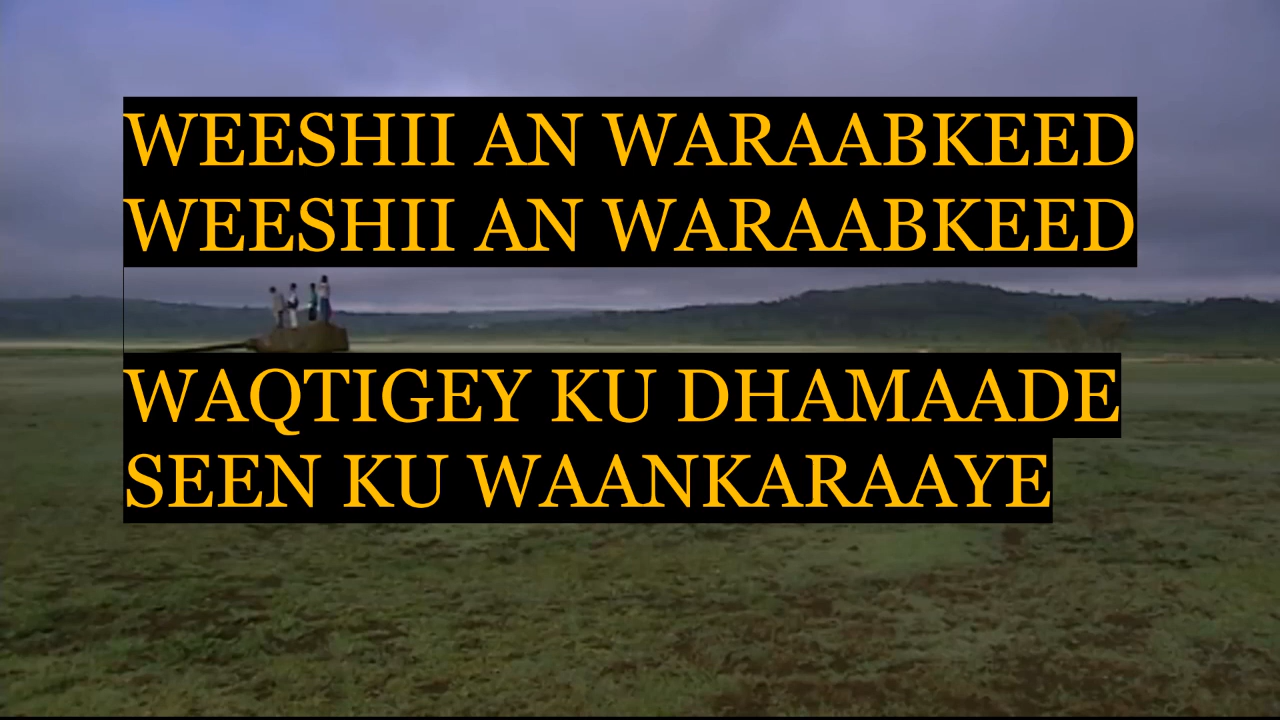 WEESHII AN WARAABKEED
WEESHII AN WARAABKEED
WAQTIGEY KU DHAMAADE
SEEN KU WAANKARAAYE